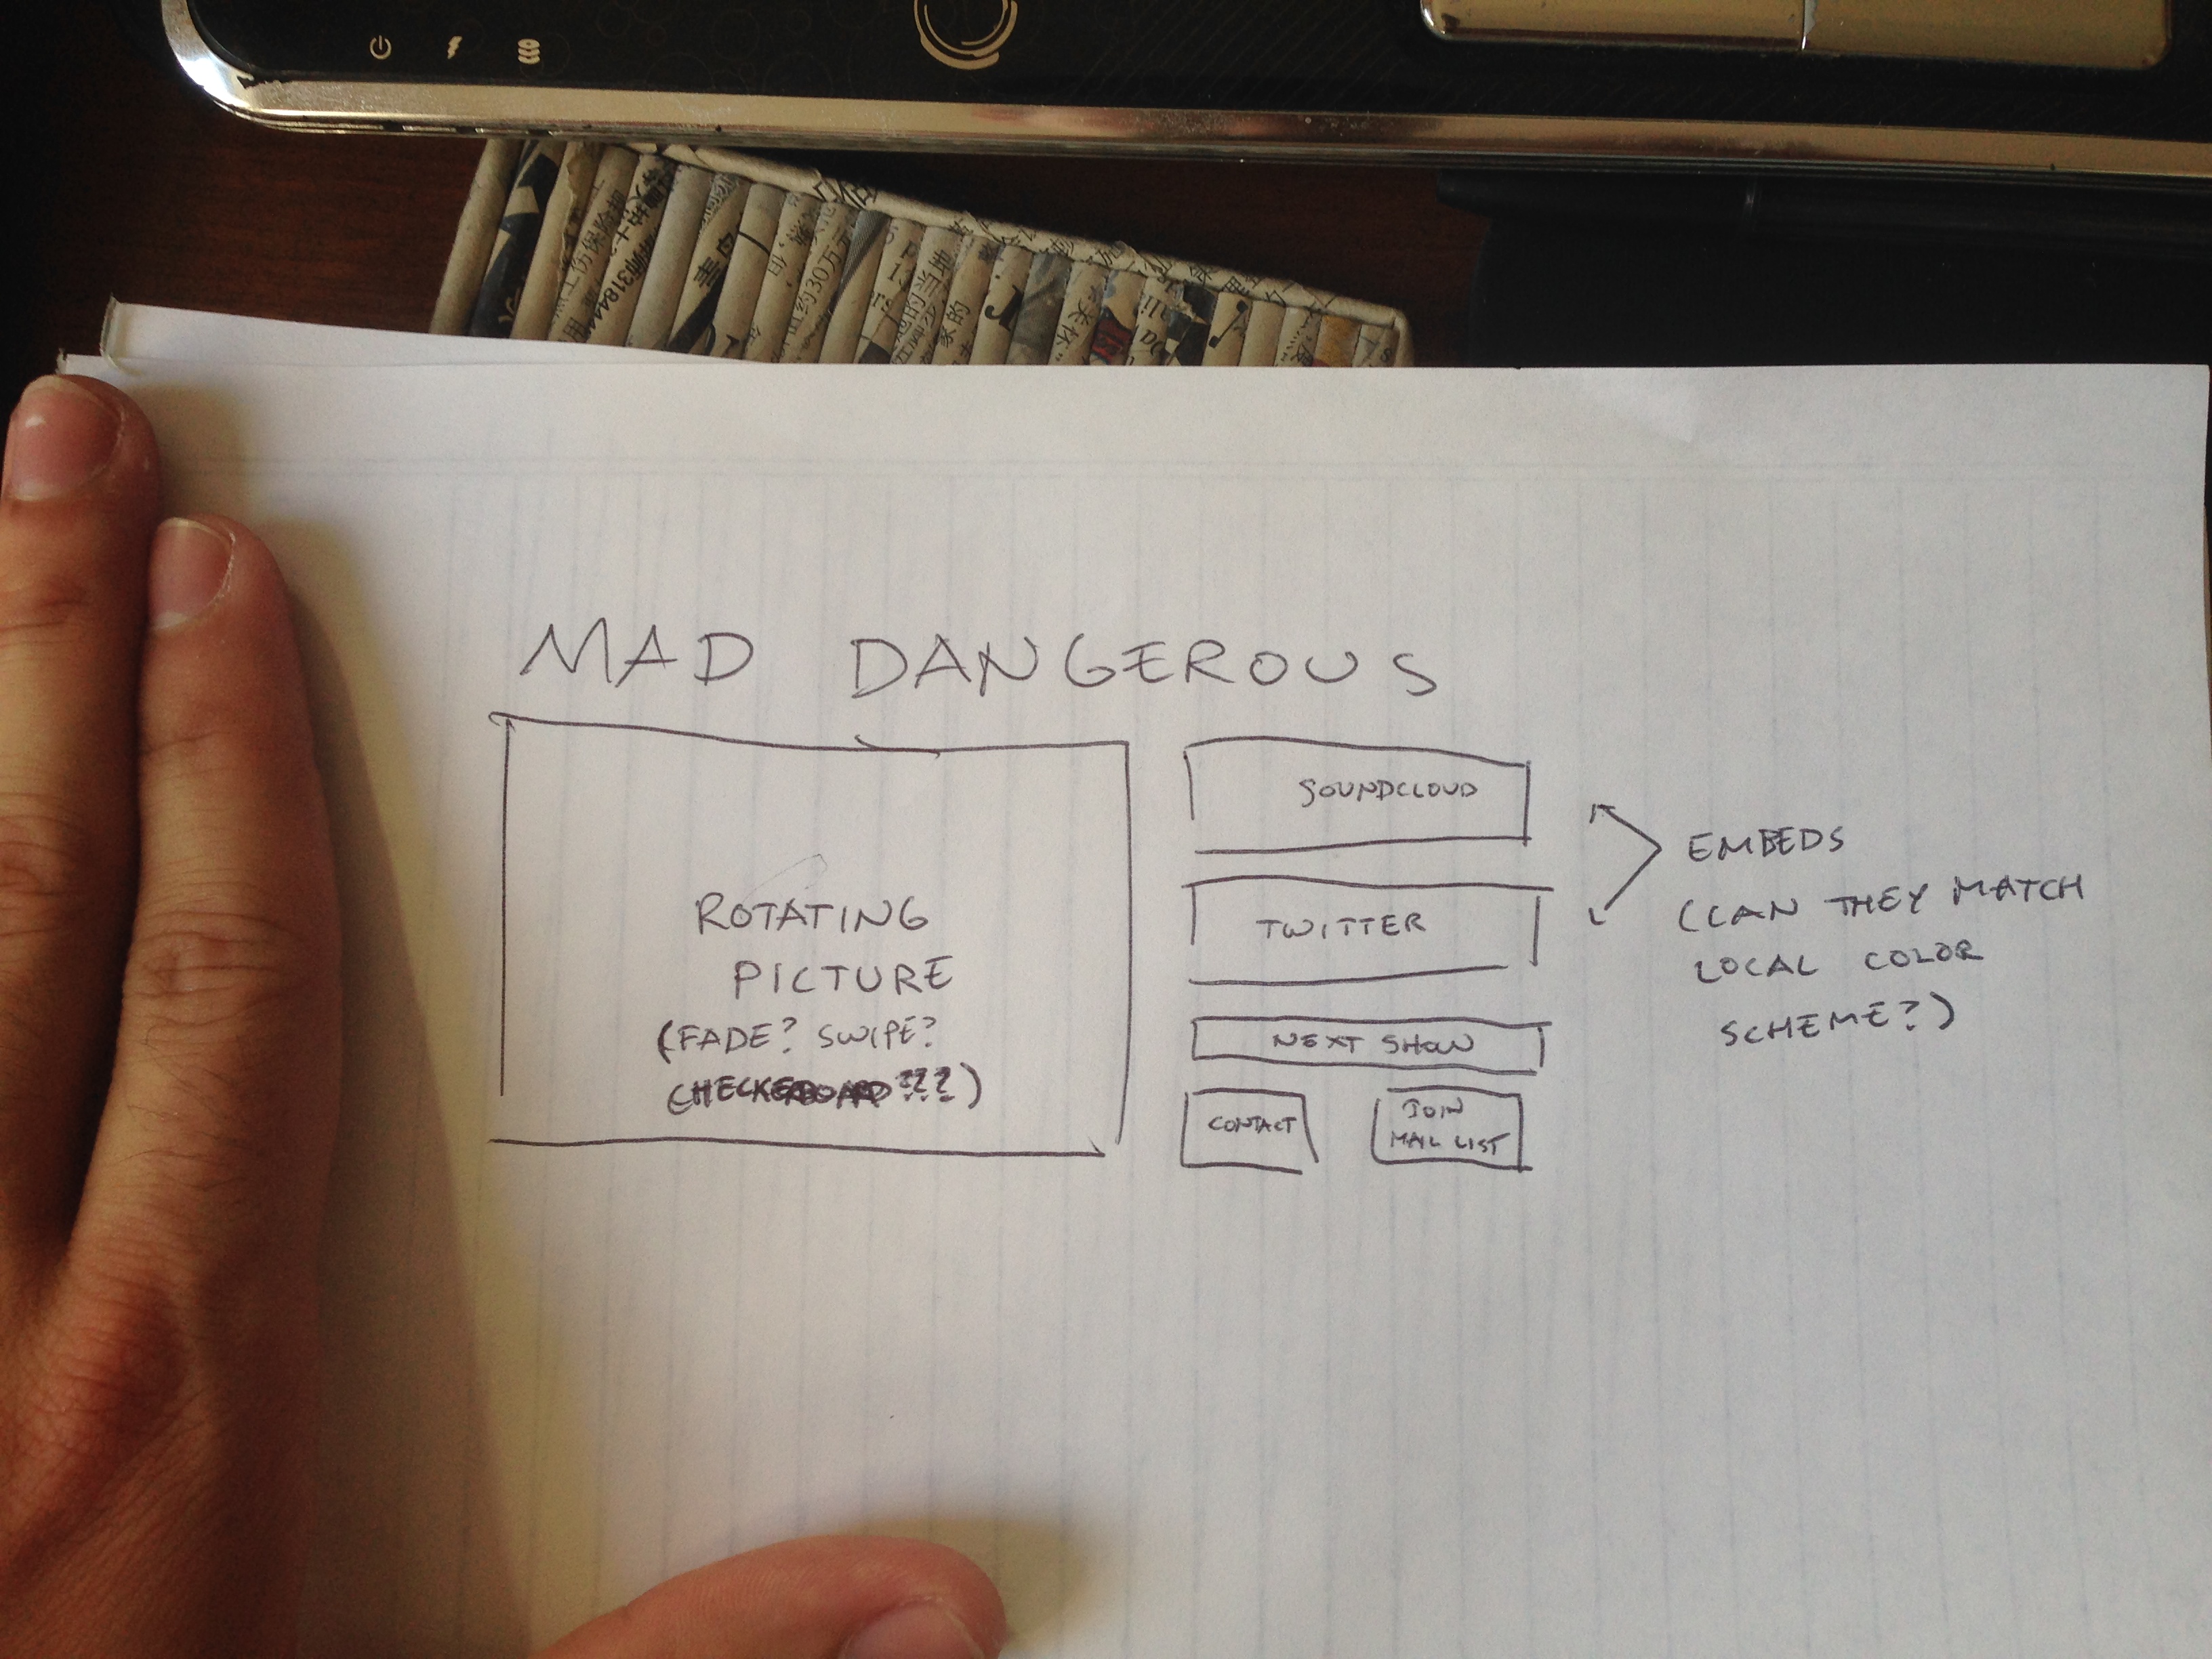 MAD DANGEROUS
ROTATING
PICTURE
(FADE? SWIPE?
CHECKERBOARD???)
SOUNDCLOUD
TWITTER
NEXT SHOW
CONTACT
JOIN
MAIL LIST
EMBEDS
(CAN THEY MATCH
LOCAL COLOR
SCHEME?)